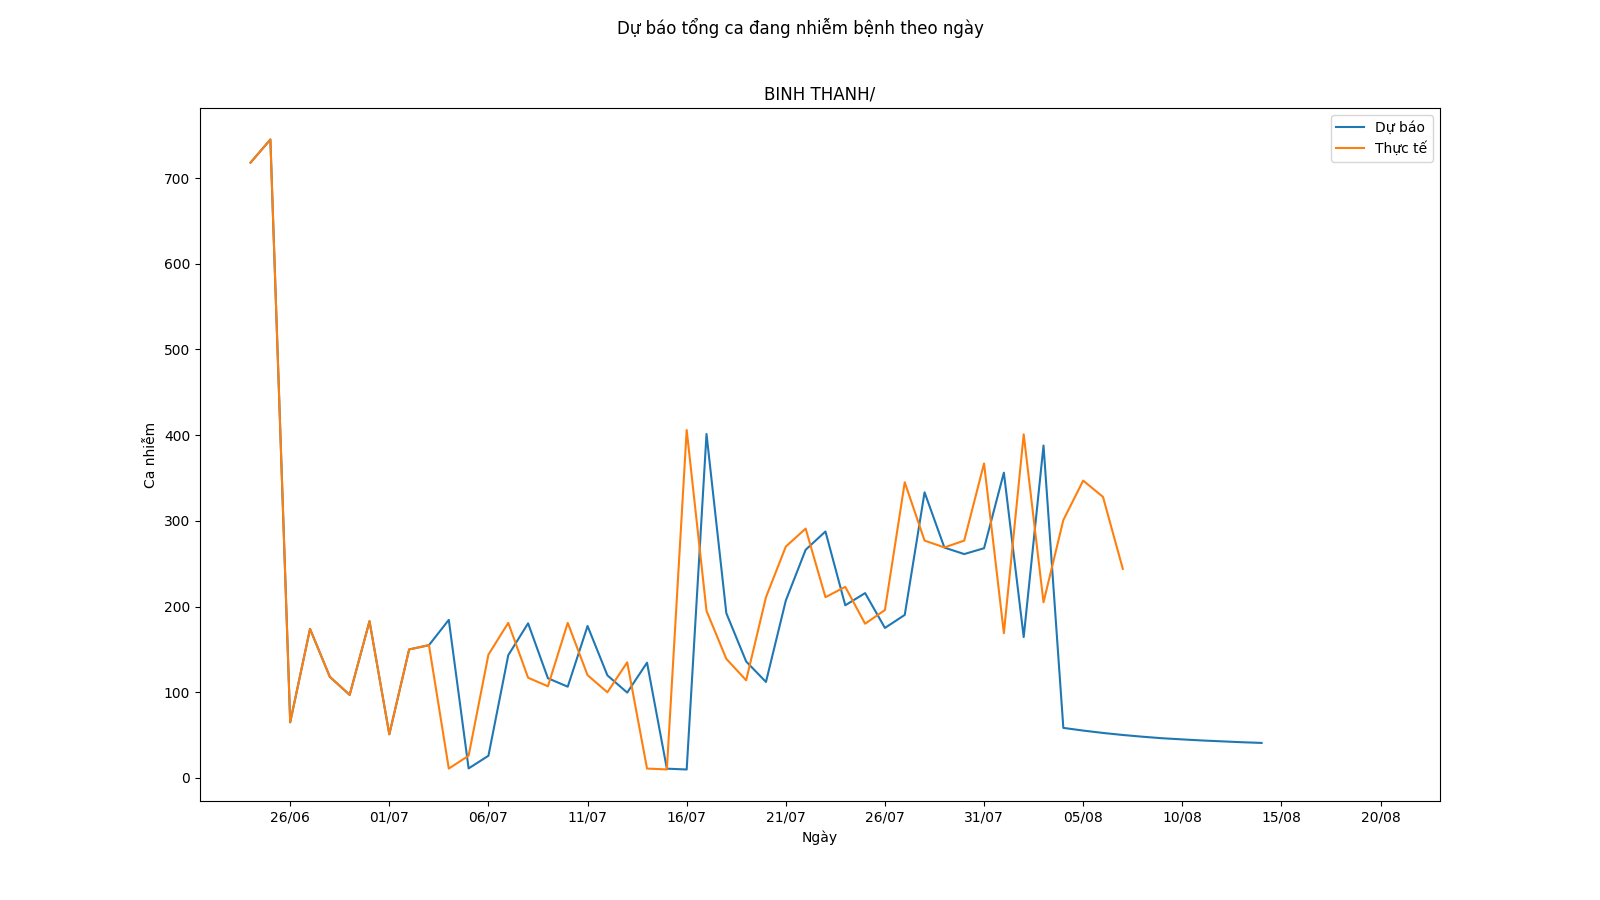 Dự báo tổng ca đang nhiễm bệnh theo ngày
BINH THANH/
Dự báo
Thực tế
700
600
500
400
300
200
100
0
Ca nhiễm
26/06 01/07 06/07 11/07 16/07 21/07 26/07 31/07 05/08 10/08 15/08 20/08
Ngày